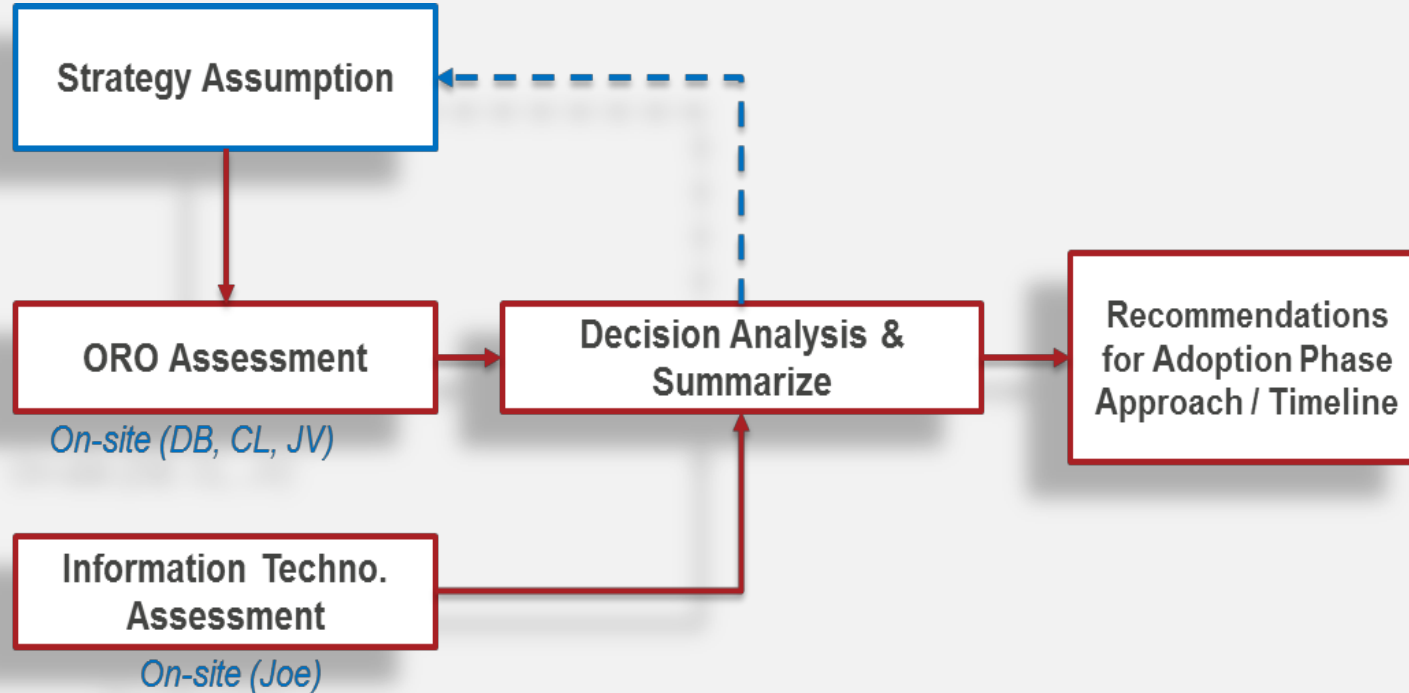 Strategy Assumption
ORO Assessment
On-site (DB, CL, JV)
Information Techno.
Assessment
On-site (Joe)
Decision Analysis &
Summarize
Recommendations
for Adoption Phase
Approach / Timeline